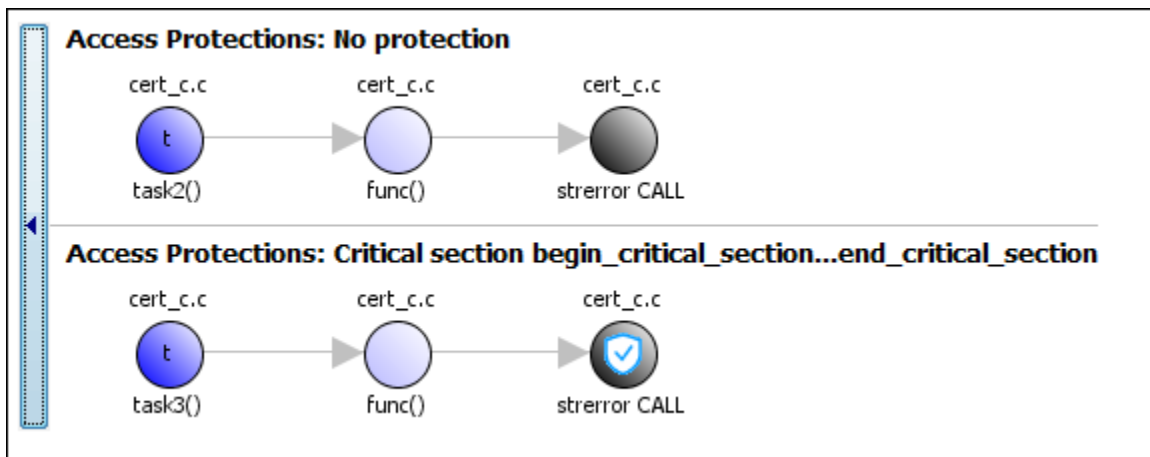 Access Protections: No protection
cert_c.c cert_c.c cert_c.c
t
task2() func() strerror CALL
Access Protections: Critical section begin_critical_section...end_critical_section
cert_c.c cert_c.c cert_c.c
t
task3() func() strerror CALL